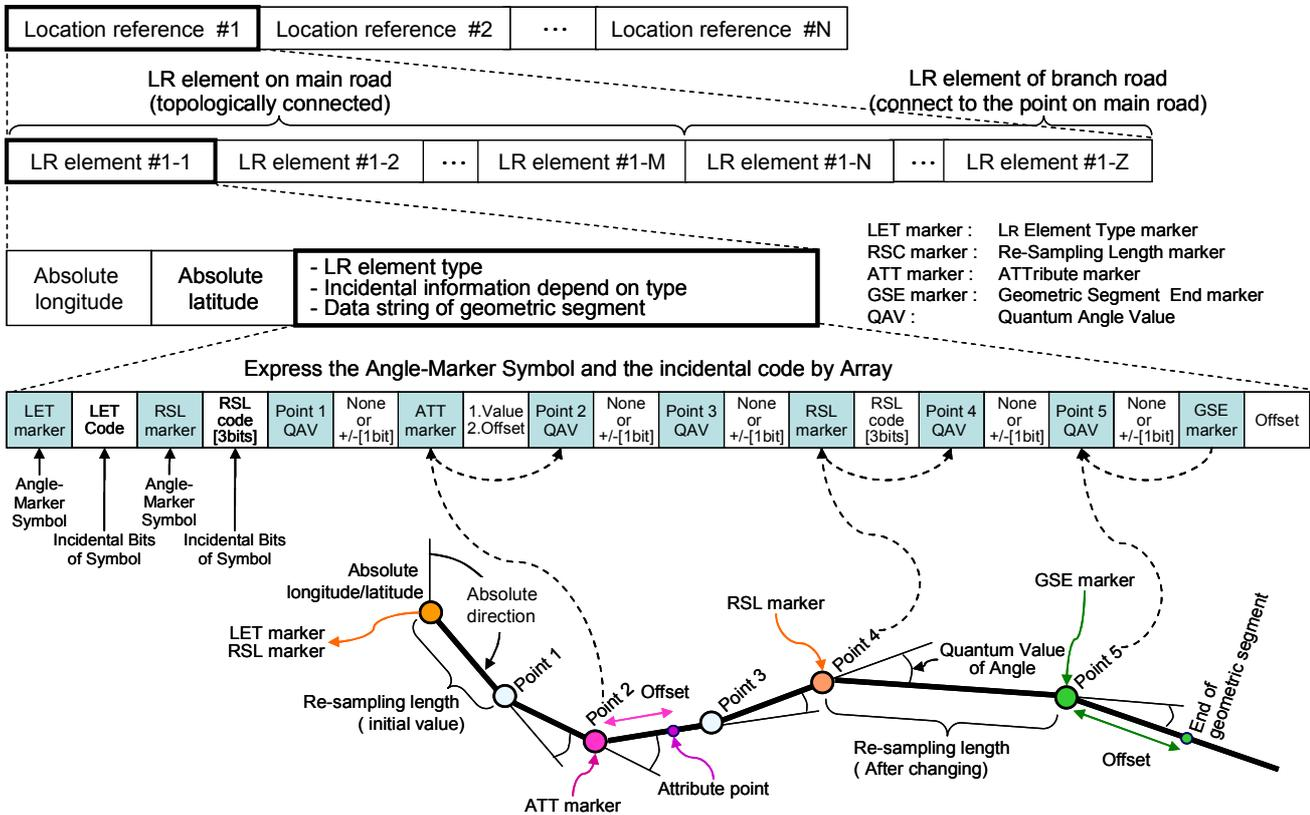 Location reference #1
Location reference #2
...
Location reference #N
LR element on main road
(topologically connected)
LR element of branch road
(connect to the point on main road)
LR element #1-1
LR element #1-2
...
LR element #1-M
LR element #1-N
...
LR element #1-Z
Absolute
longitude
Absolute
latitude
- LR element type
- Incidental information depend on type
- Data string of geometric segment
LET marker : LR Element Type marker
RSC marker : Re-Sampling Length marker
ATT marker : ATTribute marker
GSE marker : Geometric Segment End marker
QAV : Quantum Angle Value
Express the Angle-Marker Symbol and the incidental code by Array
LET
marker
LET
Code
RSL
marker
RSL
code
[3bits]
Point 1
QAV
None
or
+/-[1bit]
ATT
marker
1.Value
2.Offset
Point 2
QAV
None
or
+/-[1bit]
Point 3
QAV
None
or
+/-[1bit]
RSL
marker
RSL
code
[3bits]
Point 4
QAV
None
or
+/-[1bit]
Point 5
QAV
None
or
+/-[1bit]
GSE
marker
Offset
Angle-
Marker
Symbol
Incidental Bits
of Symbol
Angle-
Marker
Symbol
Incidental Bits
of Symbol
Absolute
longitude/latitude
Absolute
direction
LET marker
RSL marker
Re-sampling length
( initial value)
Point 1
Point 2
Offset
ATT marker
Attribute point
Point 3
RSL marker
Point 4
Quantum Value
of Angle
Re-sampling length
( After changing)
GSE marker
Point 5
Offset
End of
geometric segment